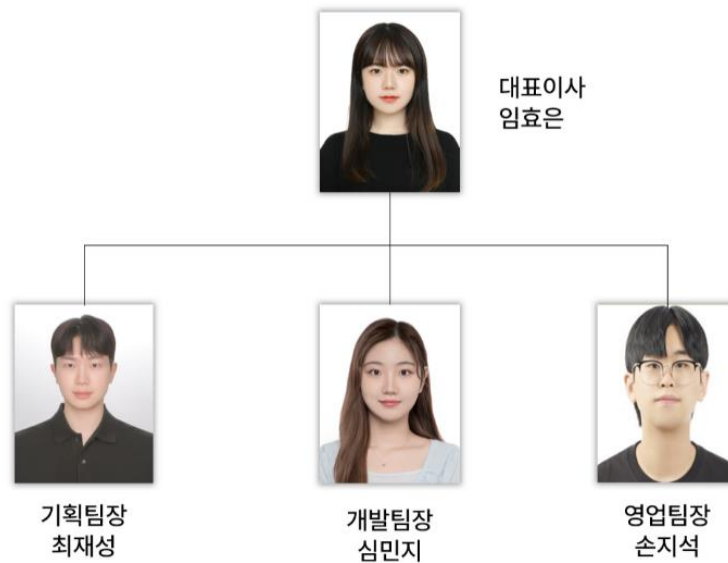 대표이사
임효은
기획팀장
최재성
개발팀장
심민지
영업팀장
손지석